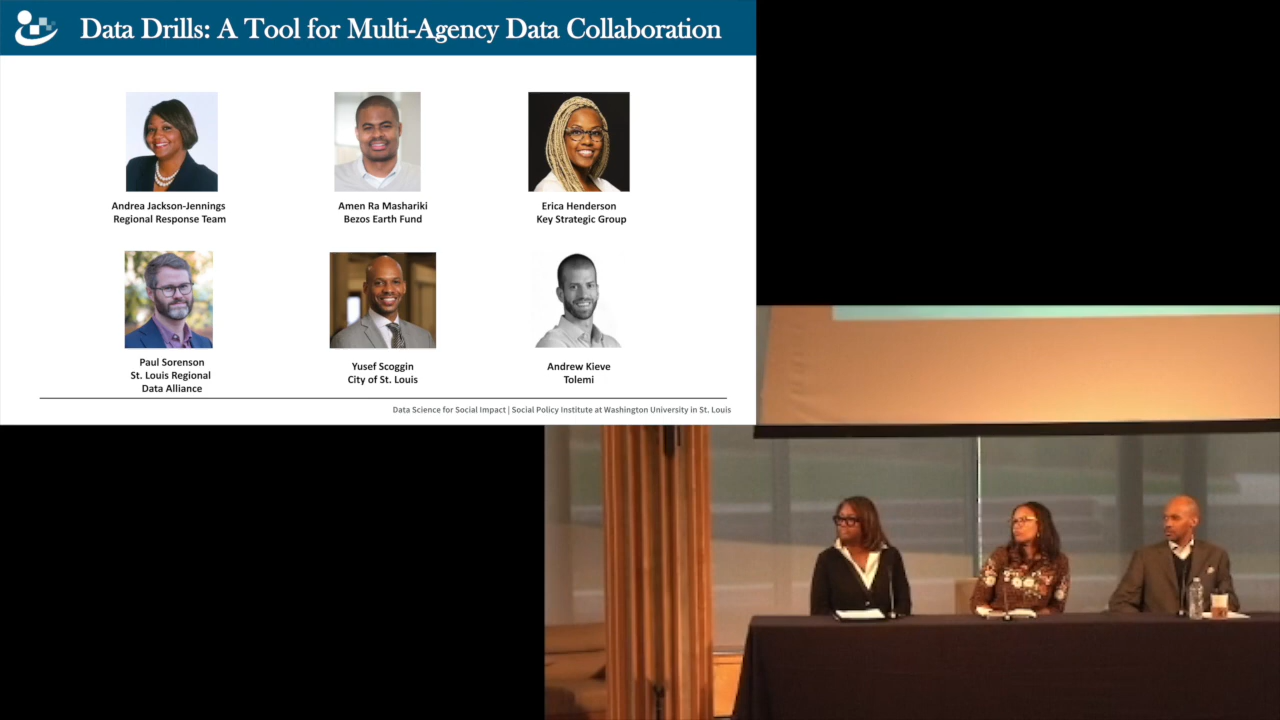 Data Drills: A Tool for Multi-Agency Data Collaboration
Andrea Jackson-Jennings
Regional Response Team
Amen Ra Mashariki
Bezos Earth Fund
Erica Henderson
Key Strategic Group
Paul Sorenson
St. Louis Regional
Data Alliance
Yusef Scoggin
City of St. Louis
Andrew Kieve
Tolemi
Data Science for Social Impact | Social Policy Institute at Washington University in St. Louis